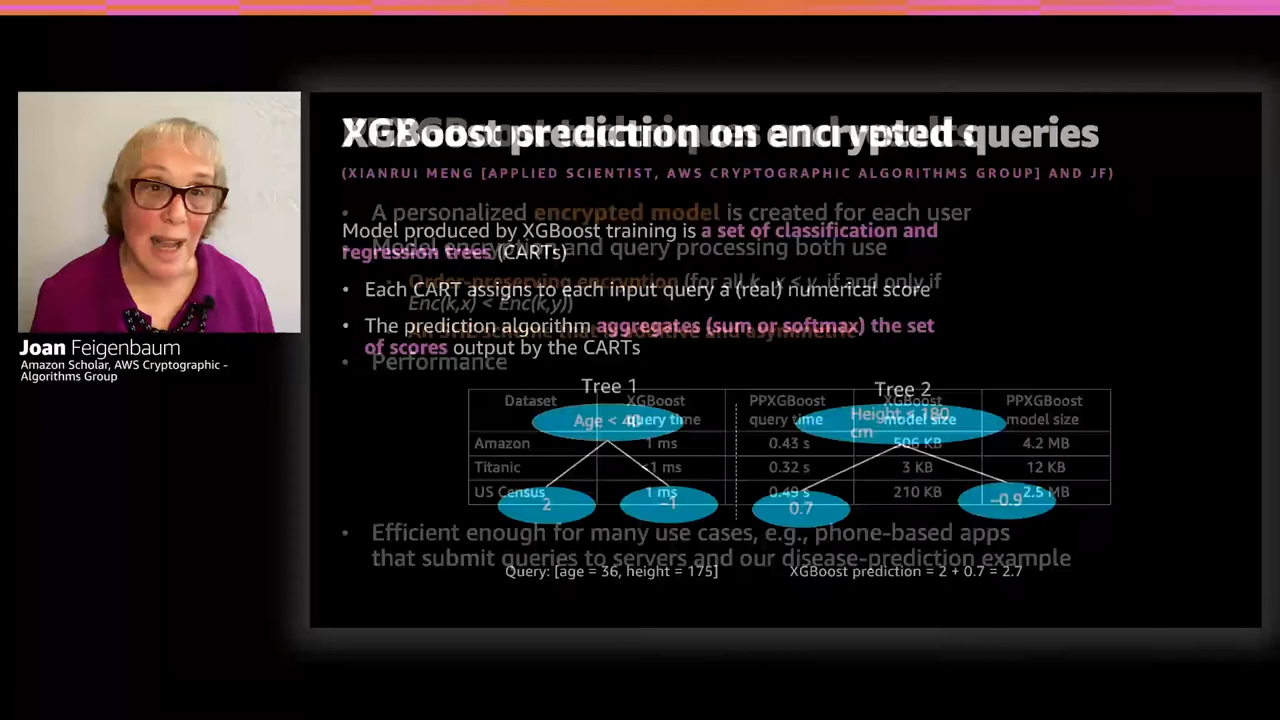 XGBoost prediction on encrypted queries
(XIANRUI MENG [APPLIED SCIENTIST, AWS CRYPTOGRAPHIC ALGORITHMS GROUP] AND JF)
• A personalized encrypted model is created for each user
Model produced by XGBoost training is a set of classification and
regression trees (CARTs)
• Model encryption and query processing both use
• Each CART assigns to each input query a (real) numerical score
• Order-preserving encryption (for all k, x < y, if and only if
Enc(k,x) < Enc(k,y))
• The prediction algorithm aggregates (sum or softmax) the set
of scores output by the CARTs
• An SHE scheme that is additive and asymmetric
• Performance
Tree 1
Tree 2
Dataset XGBoost query time PPXGBoost query time XGBoost model size PPXGBoost model size
Age < 40
Height < 180
cm
Amazon 1 ms 0.43 s 506 KB 4.2 MB
Titanic <1 ms 0.32 s 3 KB 12 KB
US Census 1 ms 0.49 s 210 KB 2.5 MB
2
–1
0.7
–0.9
• Efficient enough for many use cases, e.g., phone-based apps
that submit queries to servers and our disease-prediction example
Query: [age = 36, height = 175]
XGBoost prediction = 2 + 0.7 = 2.7
Joan Feigenbaum
Amazon Scholar, AWS Cryptographic -
Algorithms Group